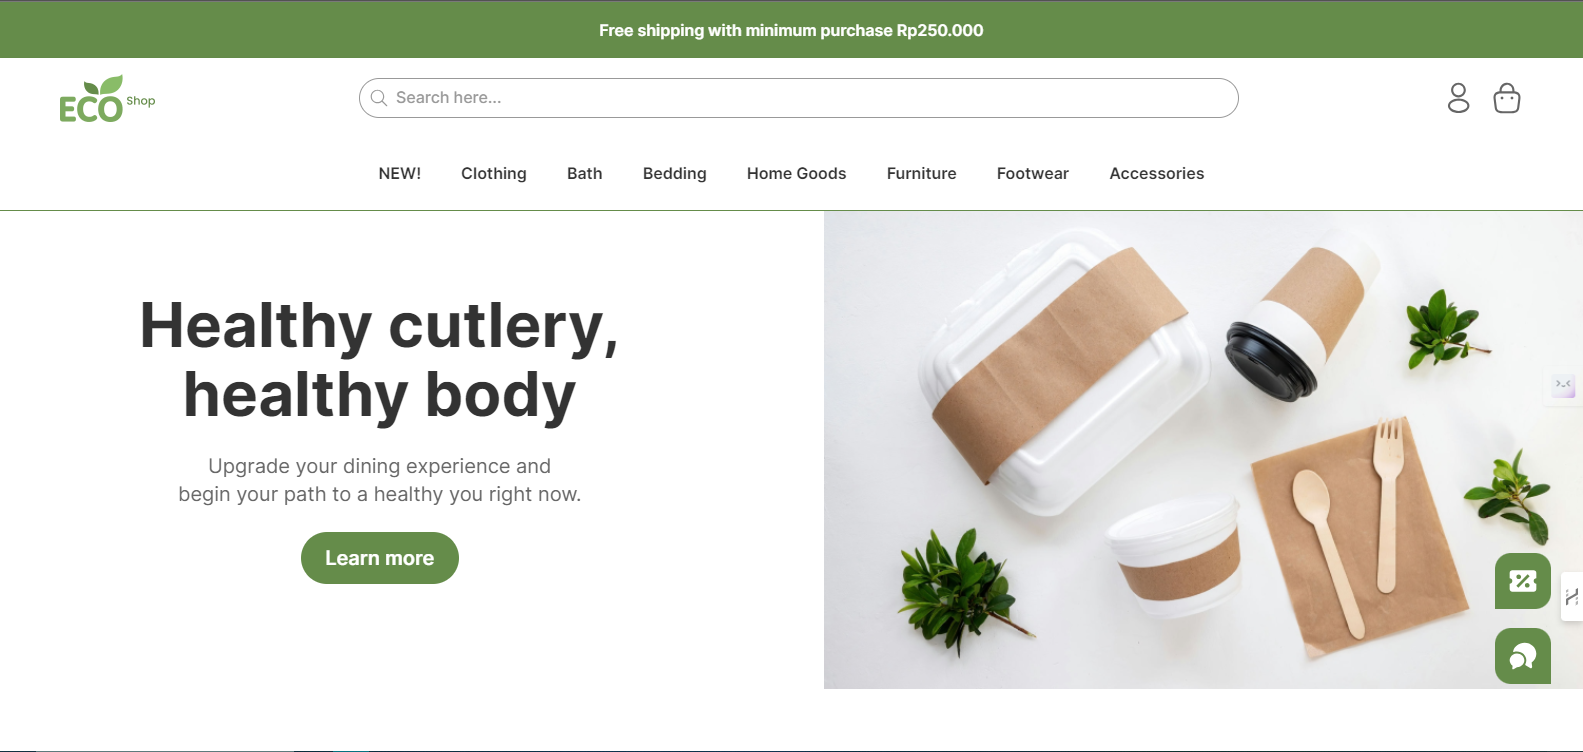 Free shipping with minimum purchase Rp250.000
ECO Shop
Search here...
NEW! Clothing Bath Bedding Home Goods Furniture Footwear Accessories
Healthy cutlery,
healthy body
Upgrade your dining experience and
begin your path to a healthy you right now.
Learn more